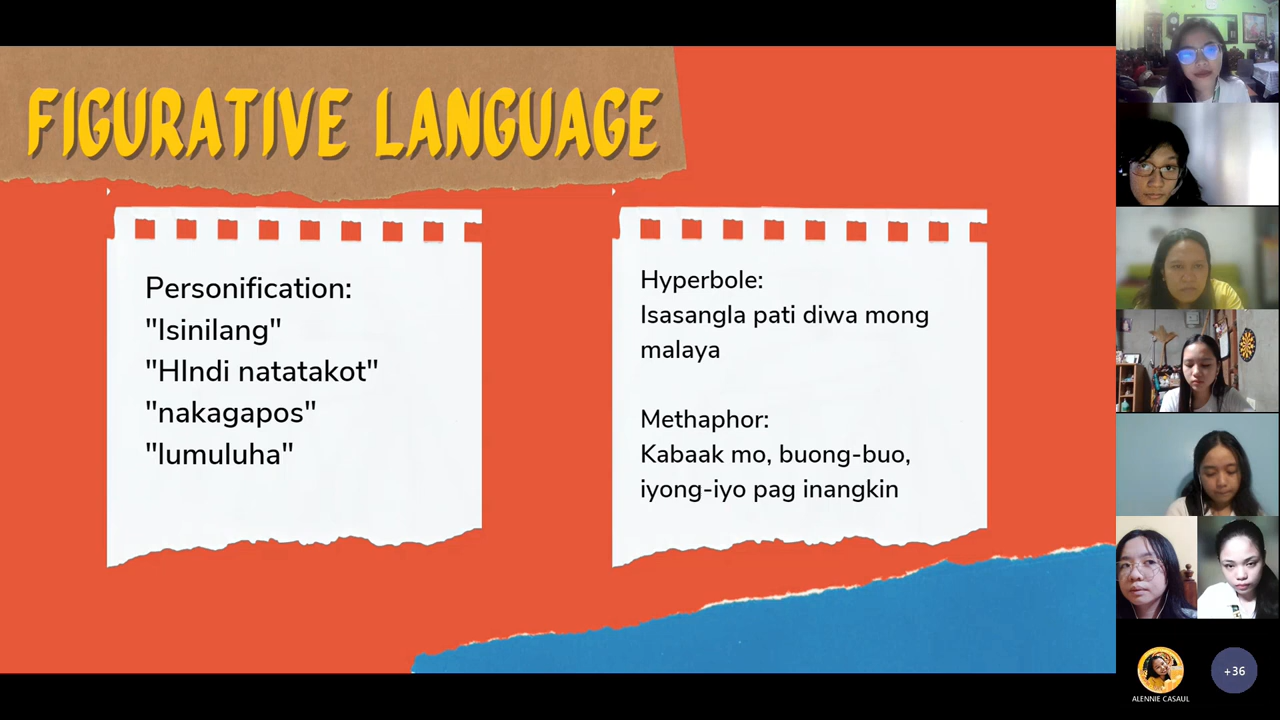 FIGURATIVE LANGUAGE
Personification:
"Isinilang"
"HIndi natatakot"
"nakagapos"
"lumuluha"
Hyperbole:
Isasangla pati diwa mong
malaya
Methaphor:
Kabaak mo, buong-buo,
iyong-iyo pag inangkin
ALENNIE CASAUL
+36